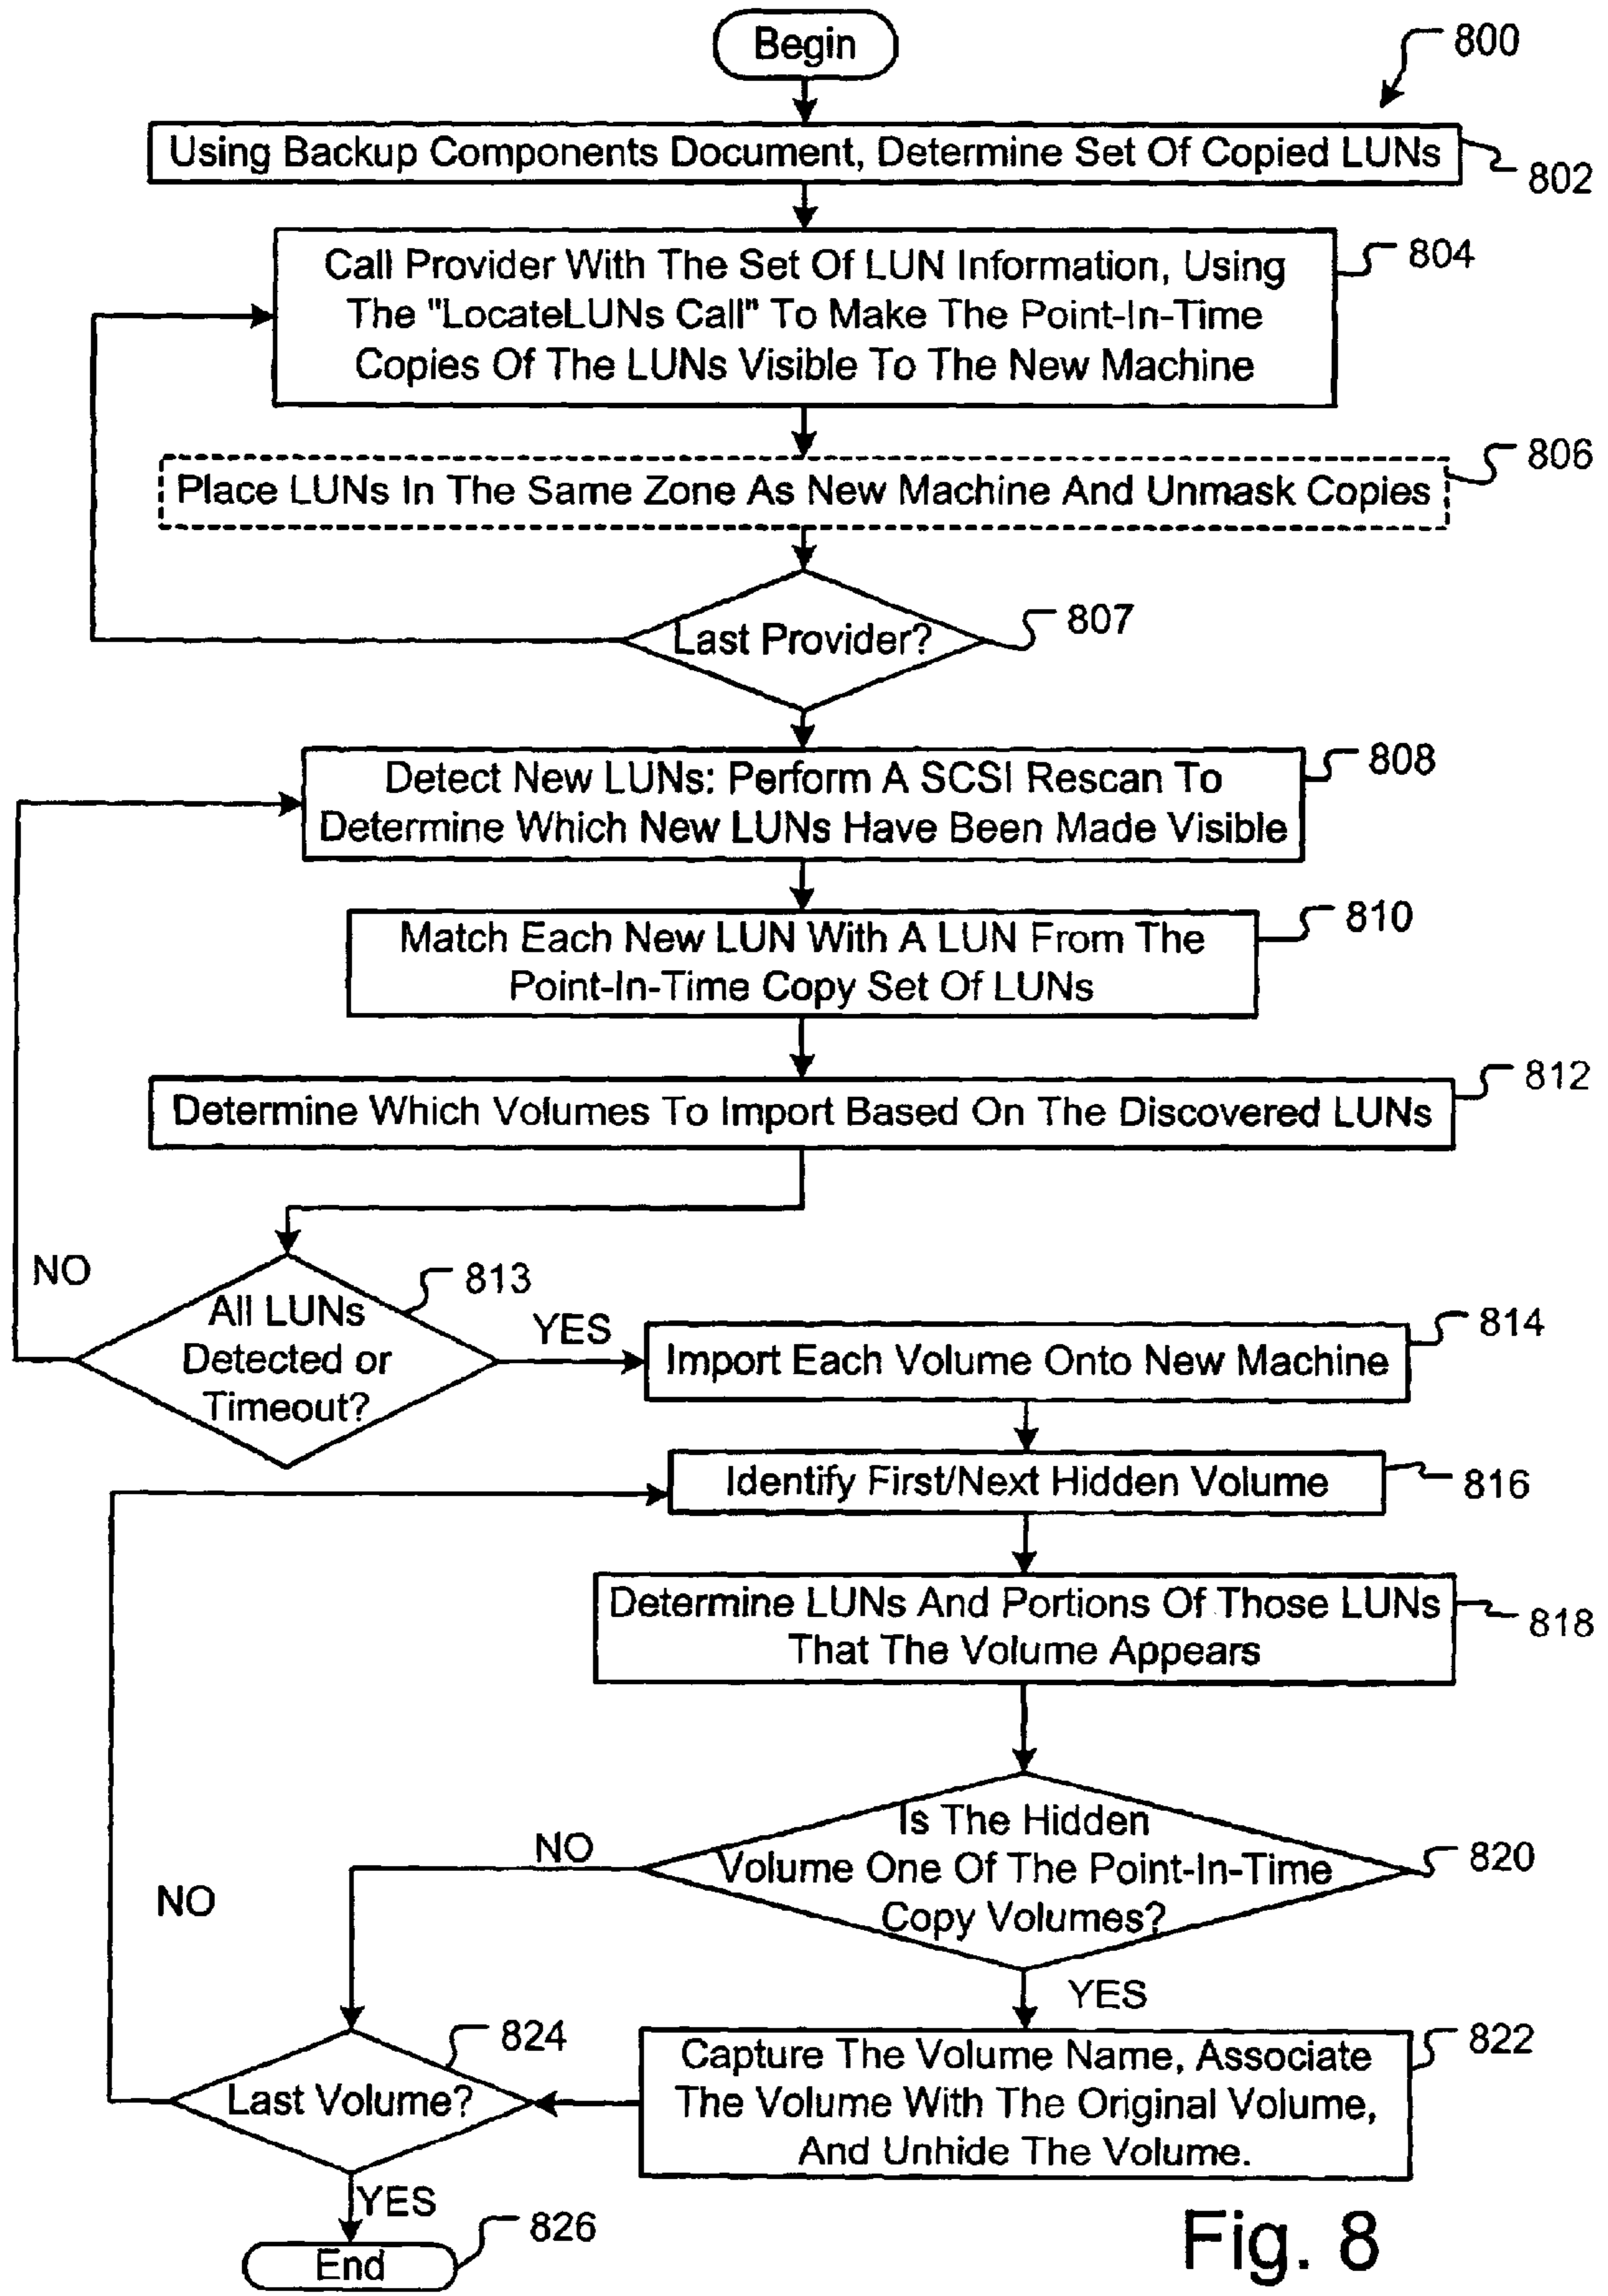 Begin
800
Using Backup Components Document, Determine Set Of Copied LUNs
802
Call Provider With The Set Of LUN Information, Using
The "LocateLUNs Call" To Make The Point-In-Time
Copies Of The LUNs Visible To The New Machine
804
Place LUNs In The Same Zone As New Machine And Unmask Copies
806
Last Provider?
807
Detect New LUNs: Perform A SCSI Rescan To
Determine Which New LUNs Have Been Made Visible
808
Match Each New LUN With A LUN From The
Point-In-Time Copy Set Of LUNs
810
Determine Which Volumes To Import Based On The Discovered LUNs
812
NO
All LUNs
Detected or
Timeout?
813
YES
Import Each Volume Onto New Machine
814
Identify First/Next Hidden Volume
816
Determine LUNs And Portions Of Those LUNs
That The Volume Appears
818
Is The Hidden
Volume One Of The Point-In-Time
Copy Volumes?
820
NO
NO
YES
Capture The Volume Name, Associate
The Volume With The Original Volume,
And Unhide The Volume.
822
Last Volume?
824
YES
End
826
Fig. 8